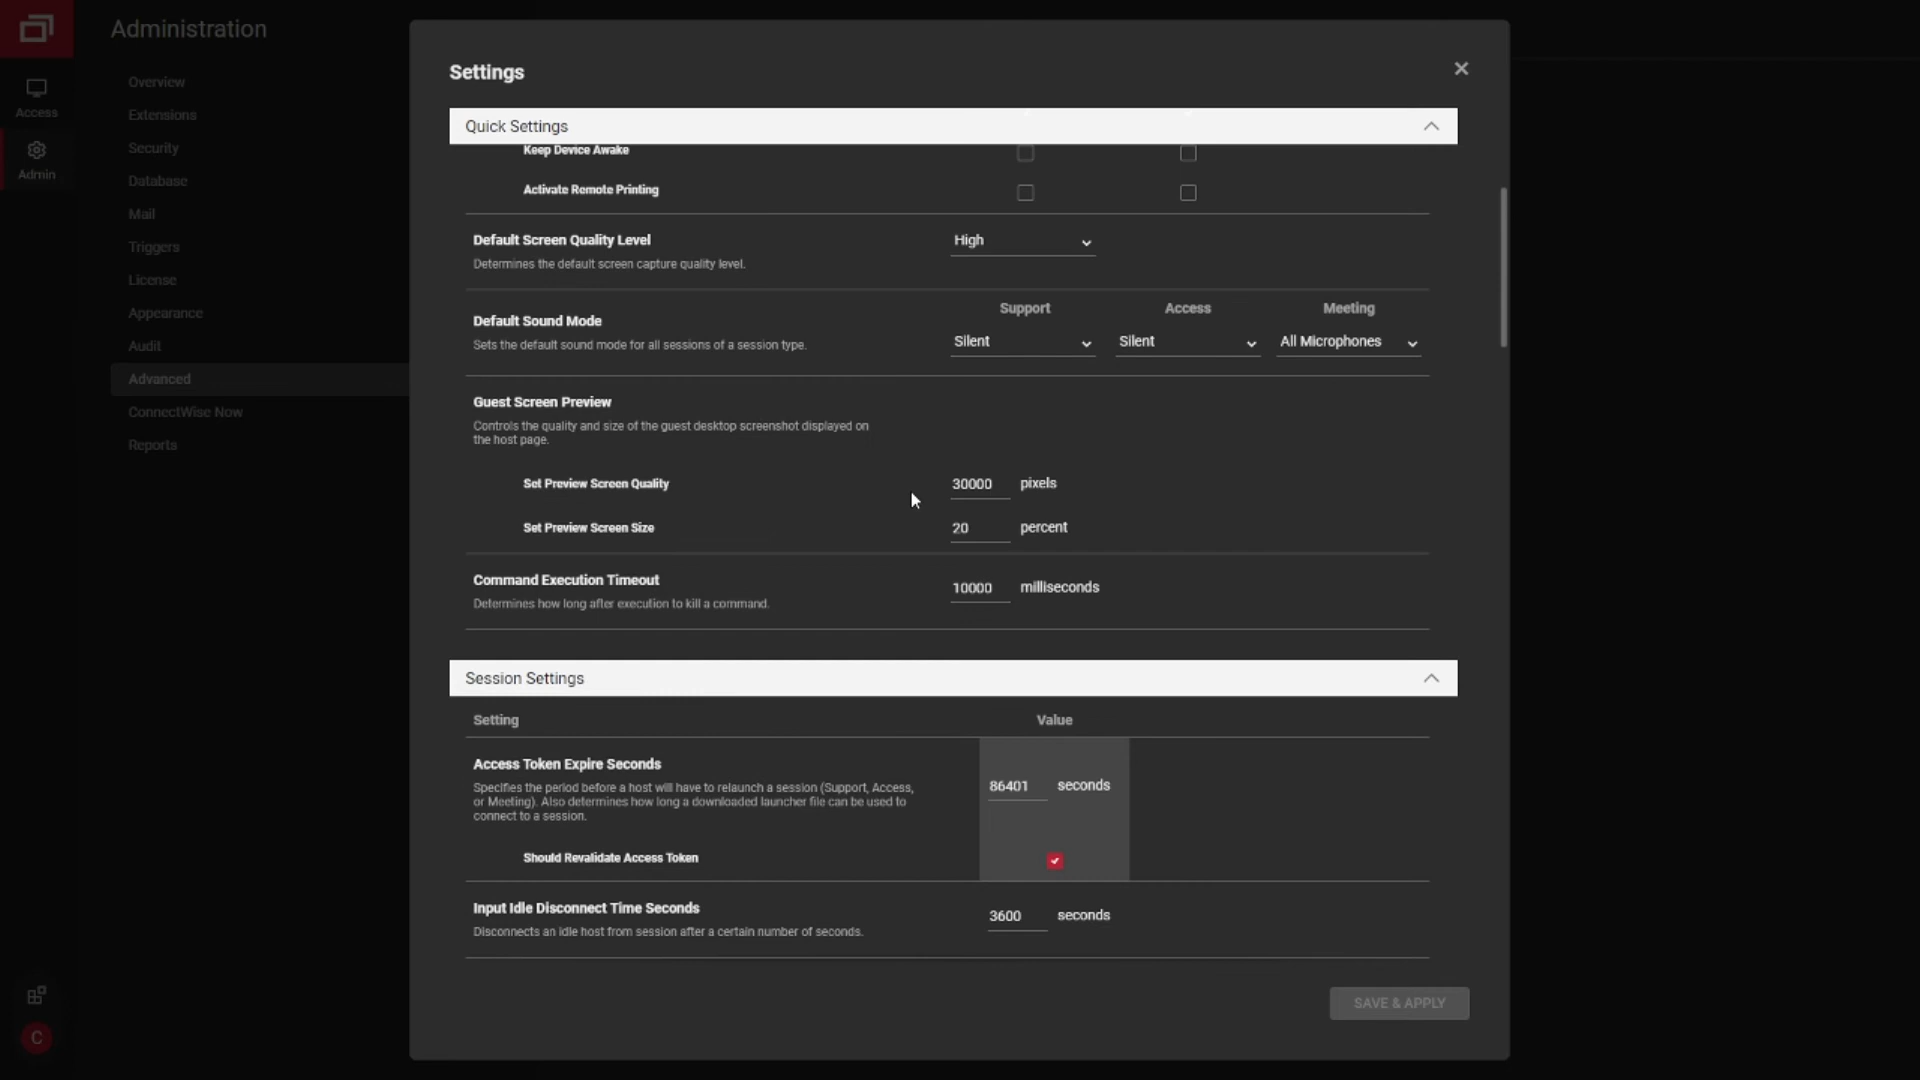 Administration
Access
Admin
Overview
Extensions
Security
Database
Mail
Triggers
License
Appearance
Audit
Advanced
ConnectWise Now
Reports
C
Settings
Quick Settings
Keep Device Awake
Activate Remote Printing
Default Screen Quality Level
High
Determines the default screen capture quality level.
Support Access Meeting
Default Sound Mode
Silent Silent All Microphones
Sets the default sound mode for all sessions of a session type.
Guest Screen Preview
Controls the quality and size of the guest desktop screenshot displayed on
the host page.
Set Preview Screen Quality 30000 pixels
Set Preview Screen Size 20 percent
Command Execution Timeout 10000 milliseconds
Determines how long after execution to kill a command.
Session Settings
Setting Value
Access Token Expire Seconds
86401 seconds
Specifies the period before a host will have to relaunch a session (Support, Access,
or Meeting). Also determines how long a downloaded launcher file can be used to
connect to a session.
Should Revalidate Access Token
Input Idle Disconnect Time Seconds 3600 seconds
Disconnects an idle host from session after a certain number of seconds.
SAVE & APPLY